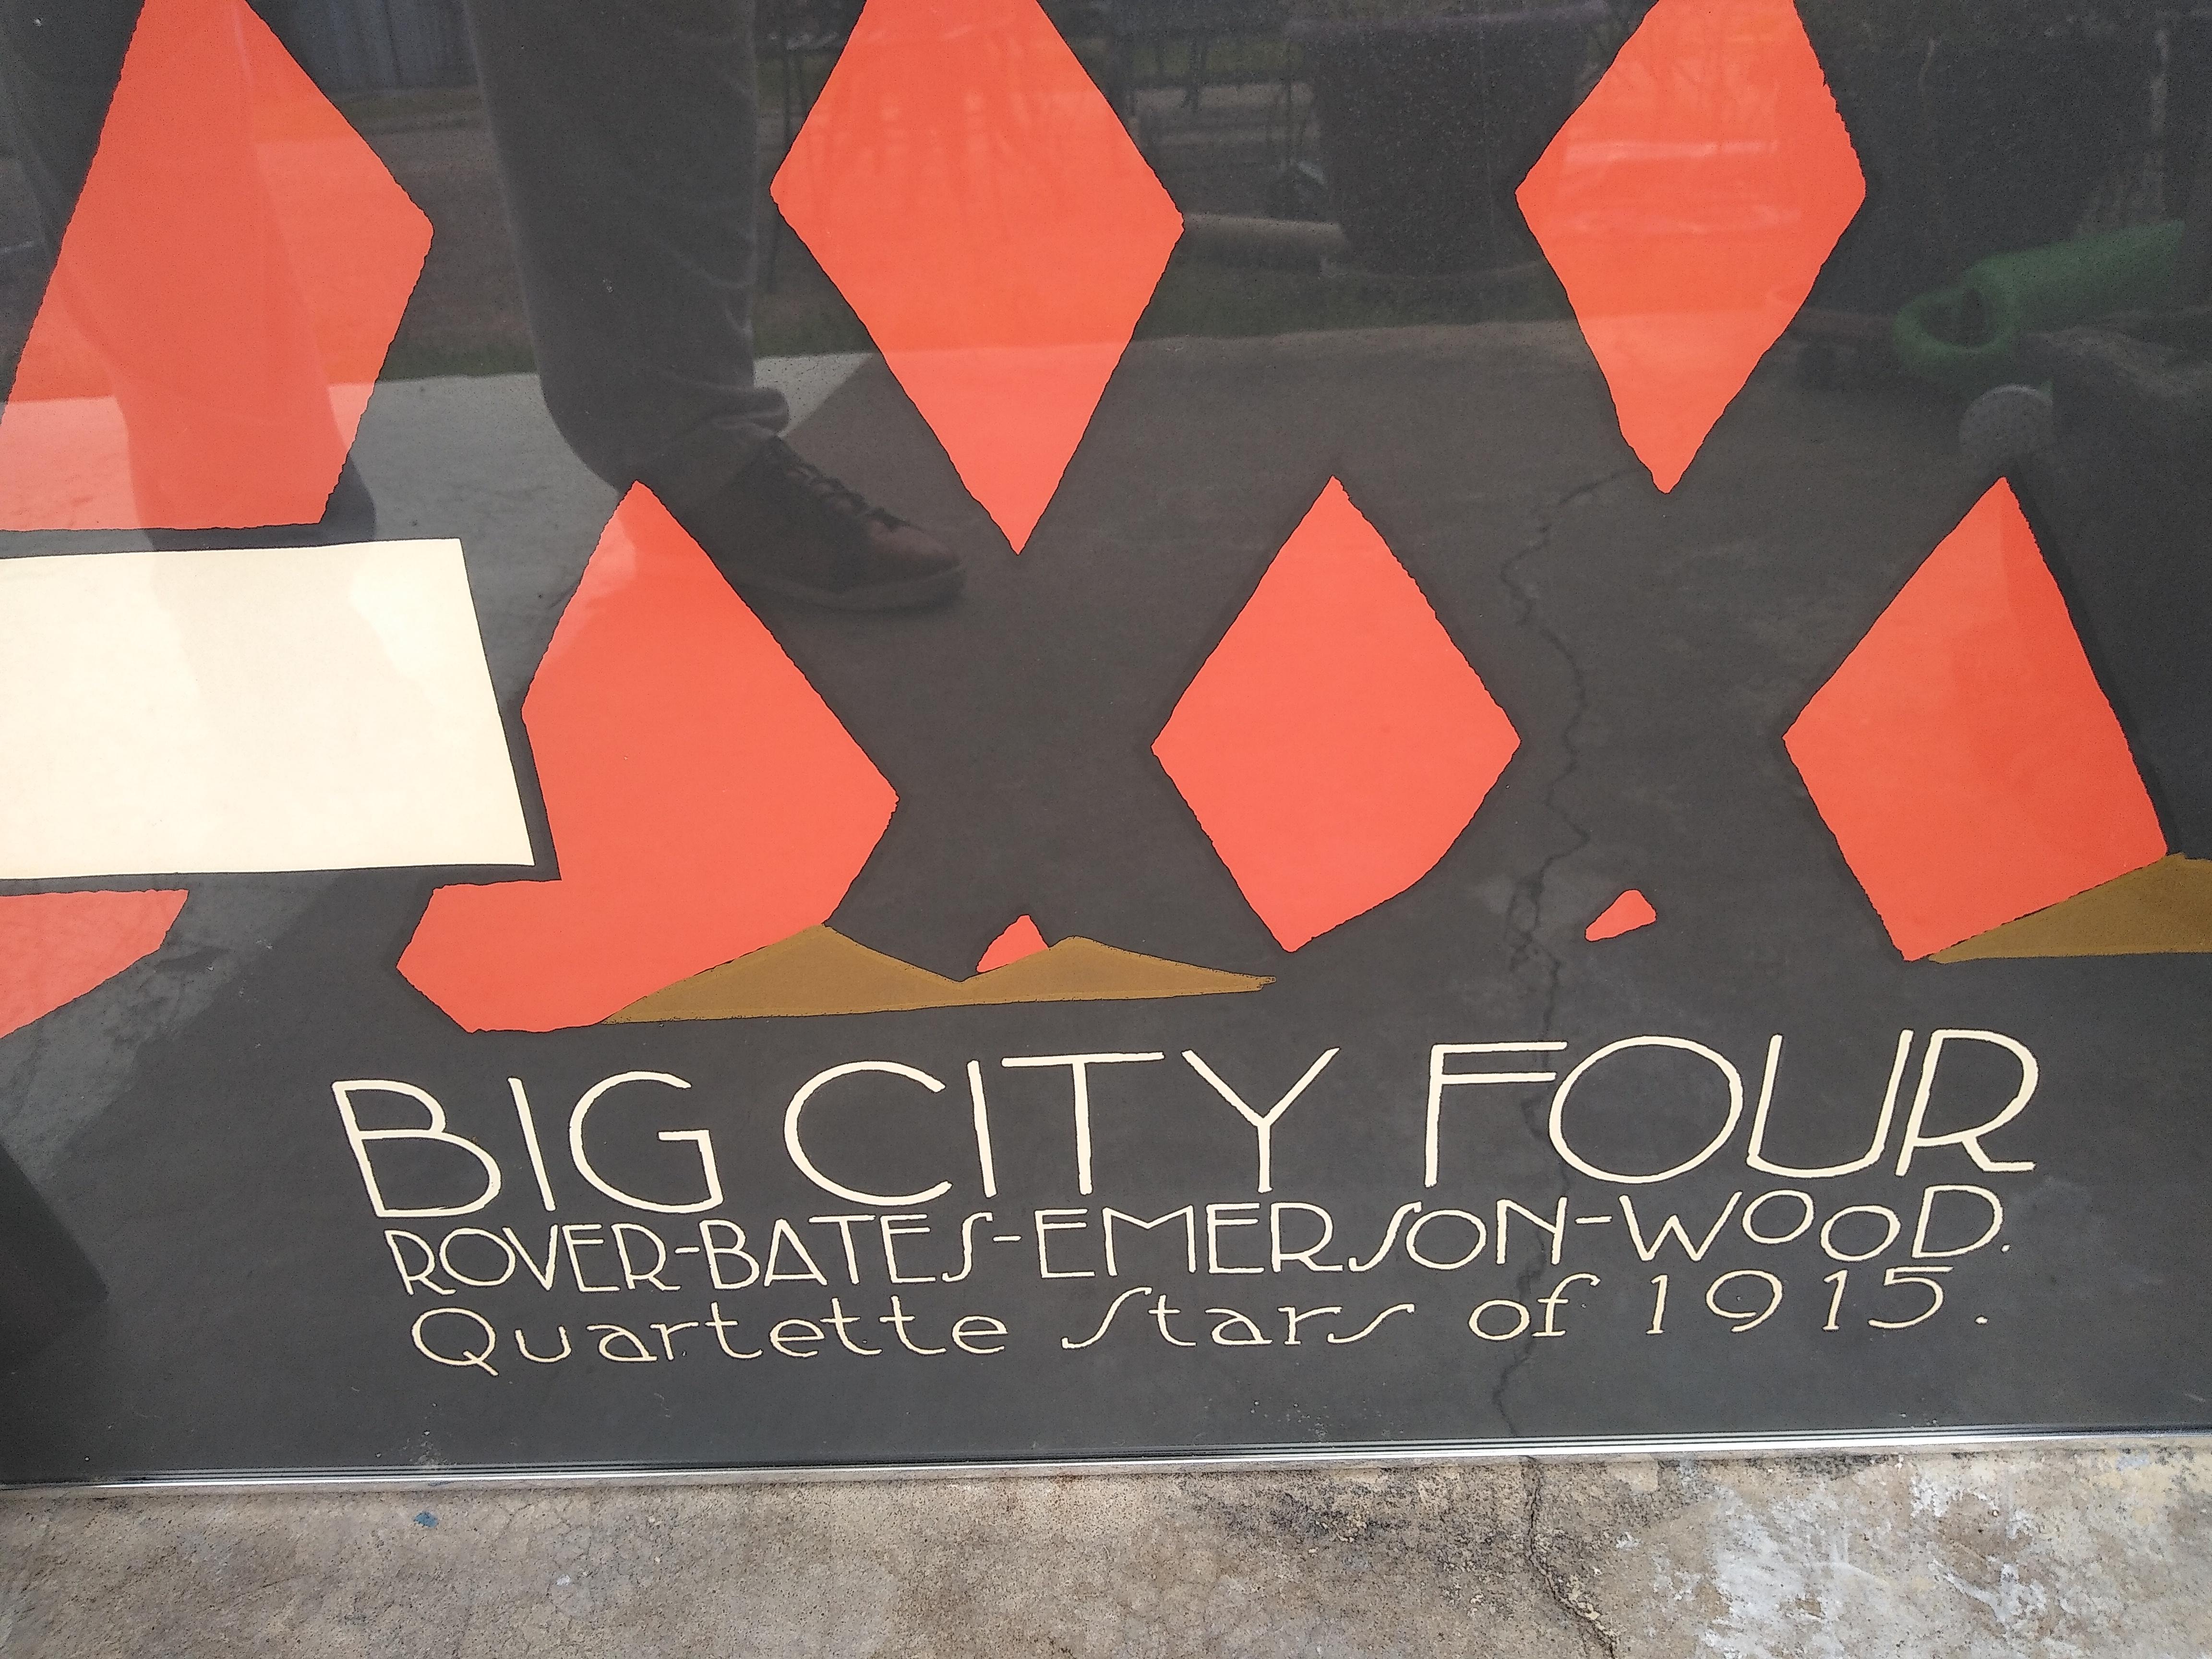 BIG CITY FOUR
ROVER-BATES-EMERSON-WOOD.
Quartette Stars of 1915.